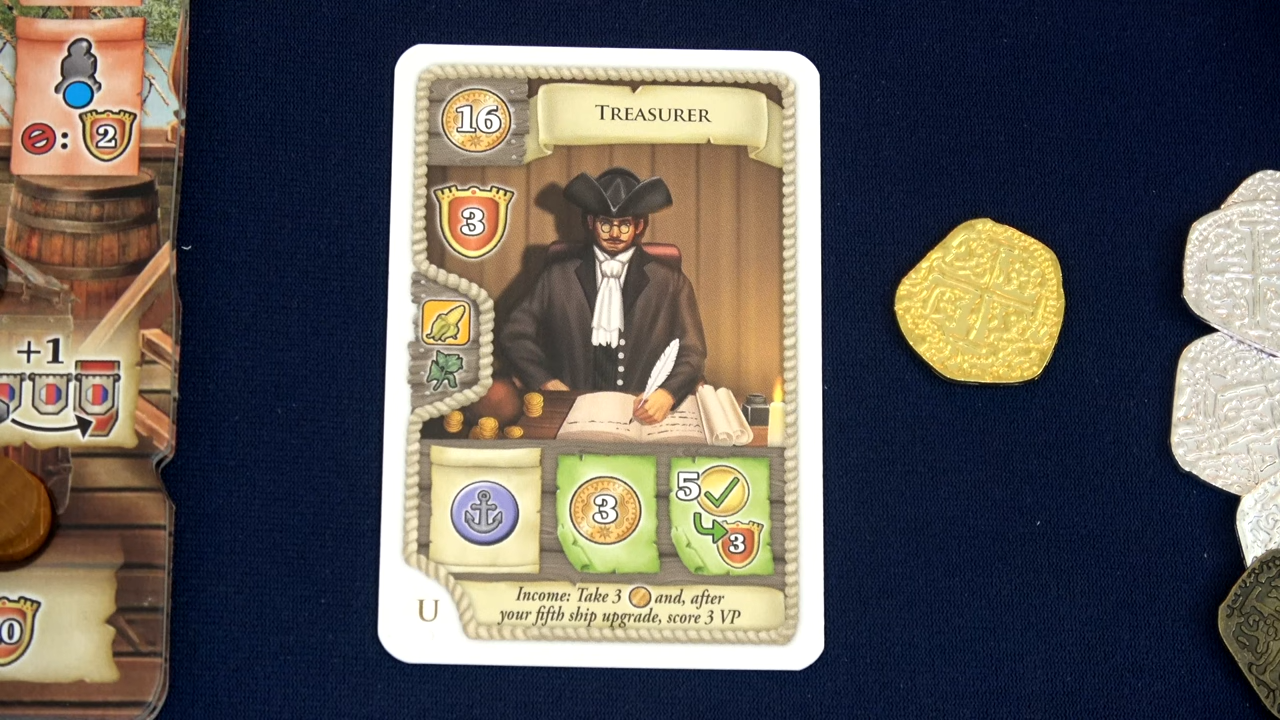 2
+1
16
TREASURER
3
3
5
3
U
Income: Take 3 and, after
your fifth ship upgrade, score 3 VP